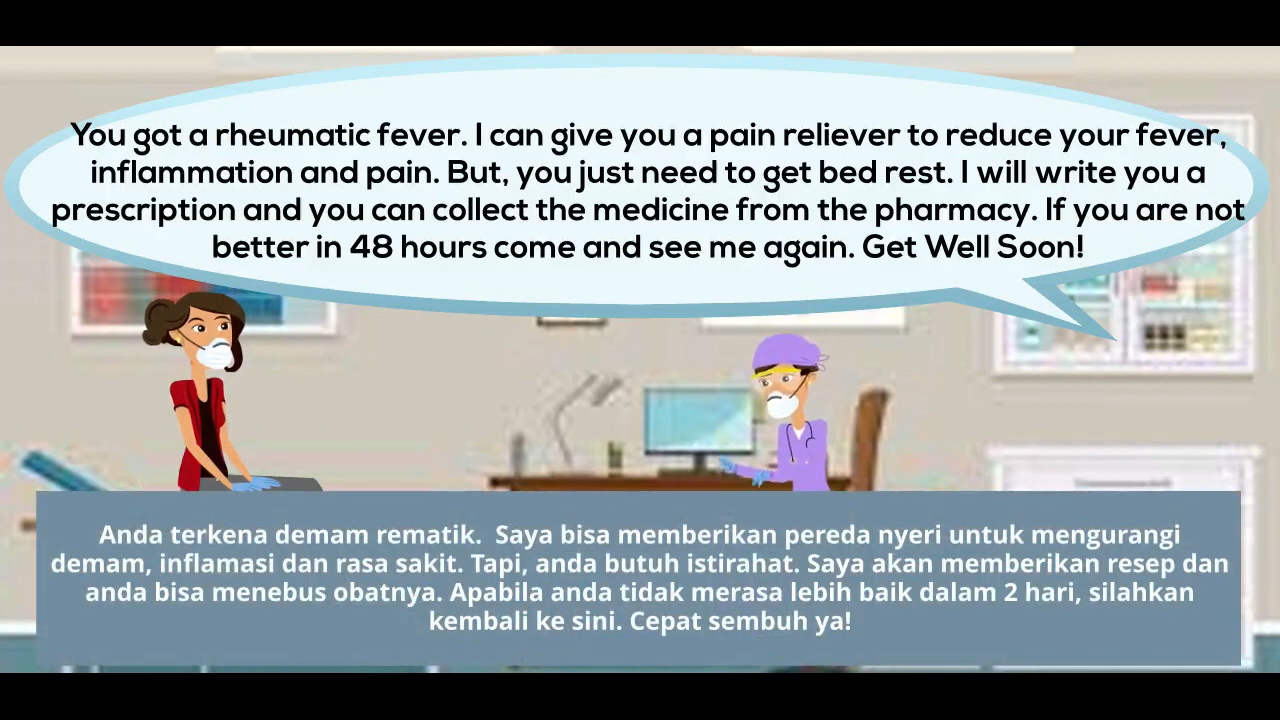 You got a rheumatic fever. I can give you a pain reliever to reduce your fever,
inflammation and pain. But, you just need to get bed rest. I will write you a
prescription and you can collect the medicine from the pharmacy. If you are not
better in 48 hours come and see me again. Get Well Soon!
Anda terkena demam rematik. Saya bisa memberikan pereda nyeri untuk mengurangi
demam, inflamasi dan rasa sakit. Tapi, anda butuh istirahat. Saya akan memberikan resep dan
anda bisa menebus obatnya. Apabila anda tidak merasa lebih baik dalam 2 hari, silahkan
kembali ke sini. Cepat sembuh ya!